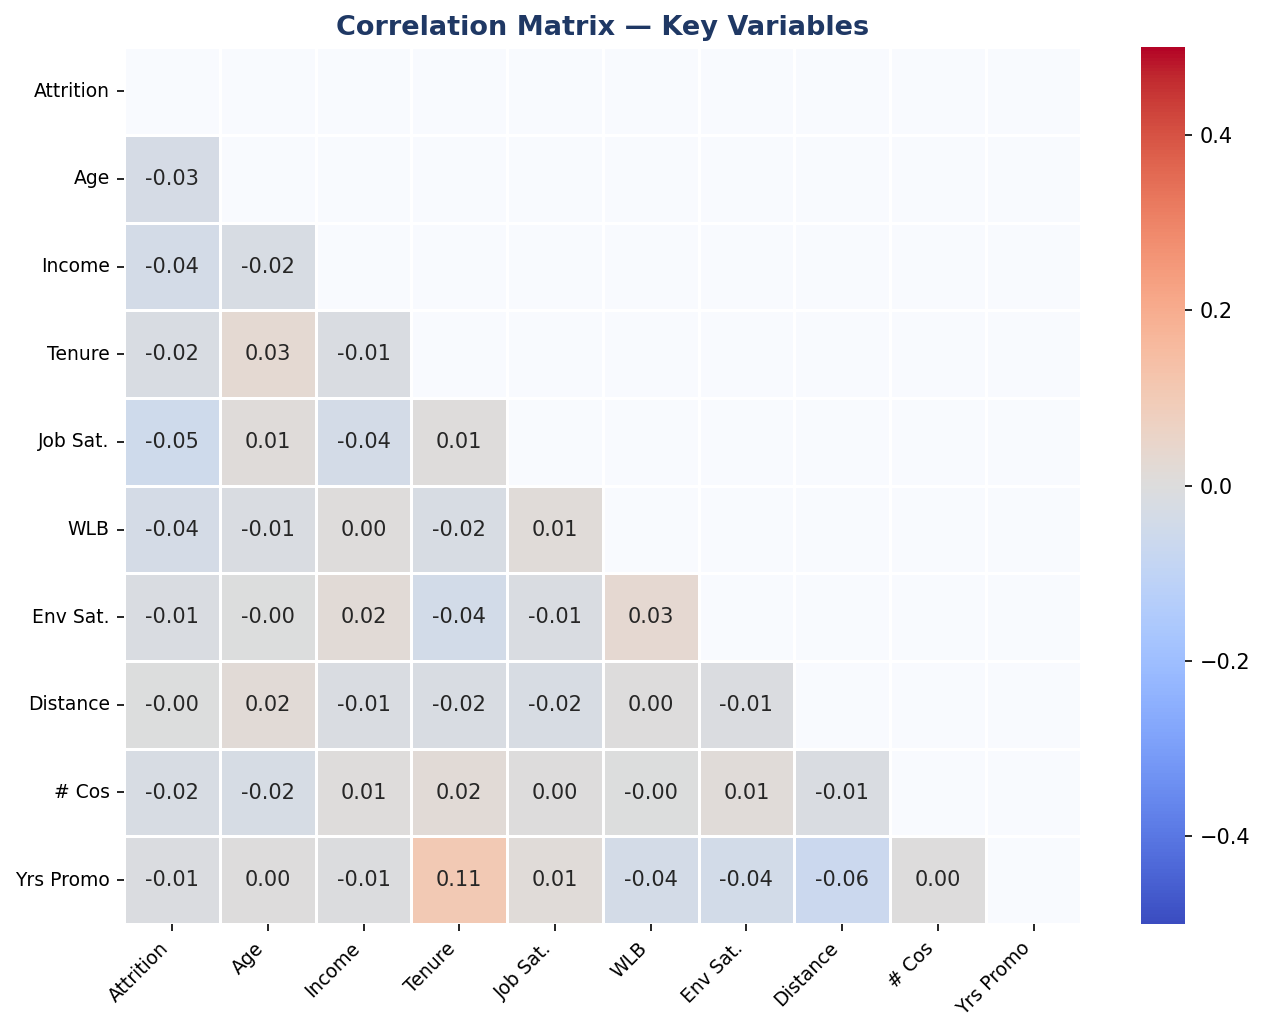 Correlation Matrix — Key Variables
Attrition
Age -0.03
Income -0.04 -0.02
Tenure -0.02 0.03 -0.01
Job Sat. -0.05 0.01 -0.04 0.01
WLB -0.04 -0.01 0.00 -0.02 0.01
Env Sat. -0.01 -0.00 0.02 -0.04 -0.01 0.03
Distance -0.00 0.02 -0.01 -0.02 -0.02 0.00 -0.01
# Cos -0.02 -0.02 0.01 0.02 0.00 -0.00 0.01 -0.01
Yrs Promo -0.01 0.00 -0.01 0.11 0.01 -0.04 -0.04 -0.06 0.00
Attrition Age Income Tenure Job Sat. WLB Env Sat. Distance # Cos Yrs Promo
0.4
0.2
0.0
−0.2
−0.4